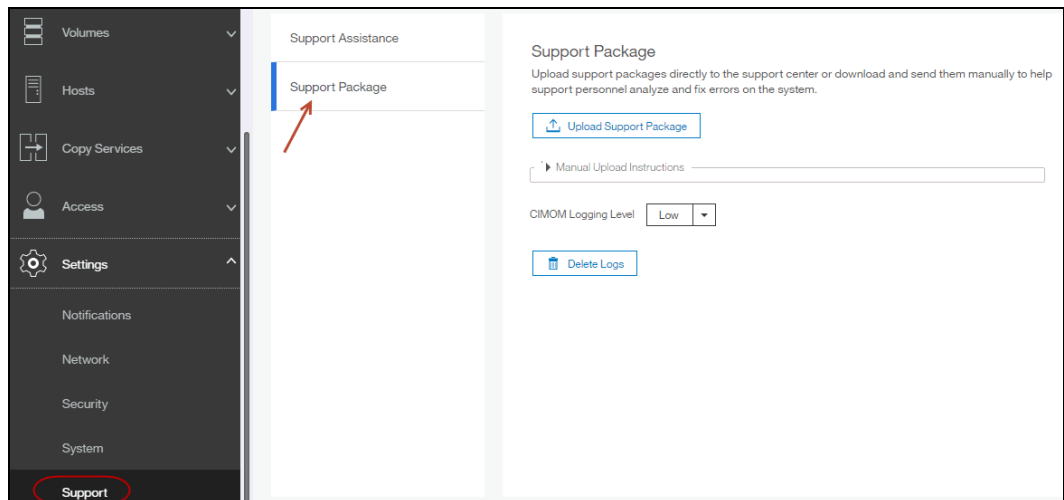 Volumes
Hosts
Copy Services
Access
Settings
Notifications
Network
Security
System
Support
Support Assistance
Support Package
Support Package
Upload support packages directly to the support center or download and send them manually to help
support personnel analyze and fix errors on the system.
Upload Support Package
Manual Upload Instructions
CIMOM Logging Level Low
Delete Logs